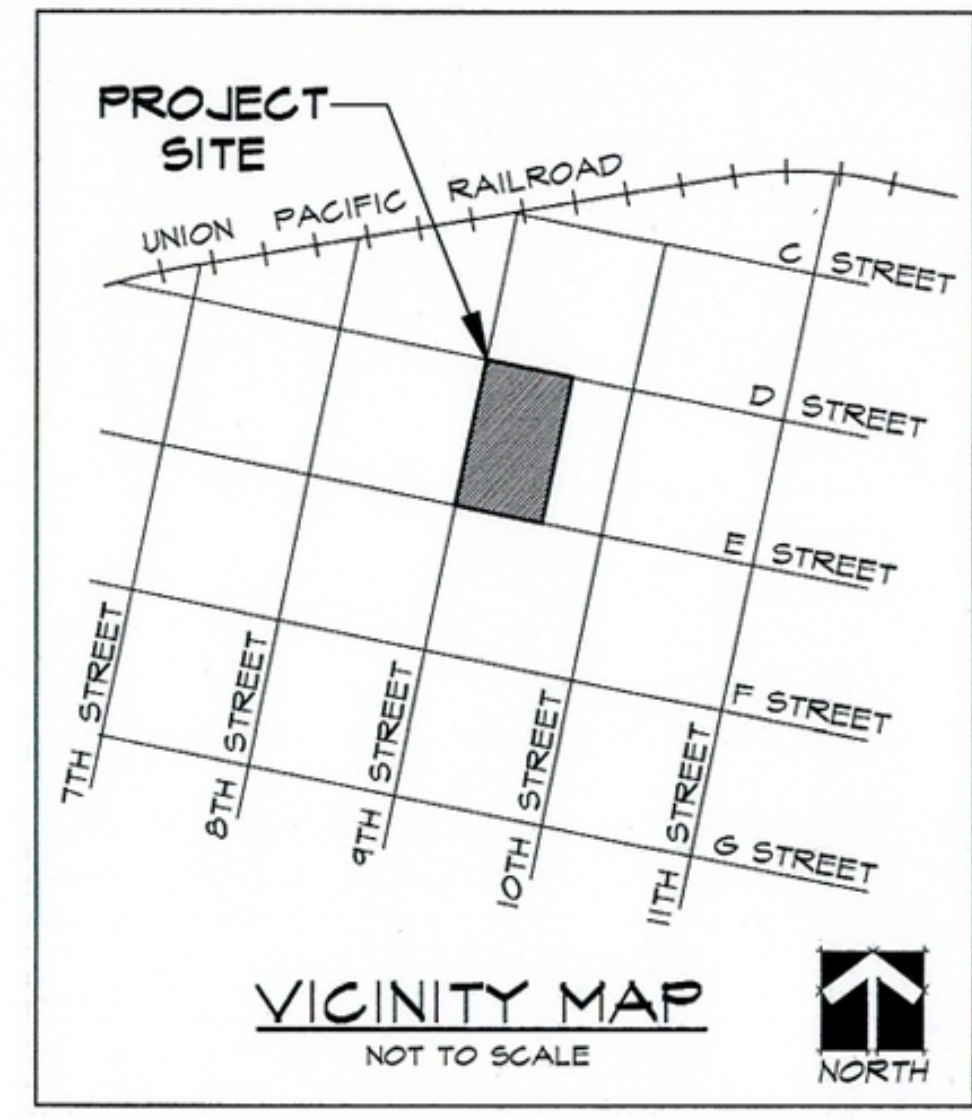 PROJECT
SITE
UNION PACIFIC RAILROAD
C STREET
D STREET
E STREET
F STREET
G STREET
7TH STREET
8TH STREET
9TH STREET
10TH STREET
11TH STREET
VICINITY MAP
NOT TO SCALE
NORTH